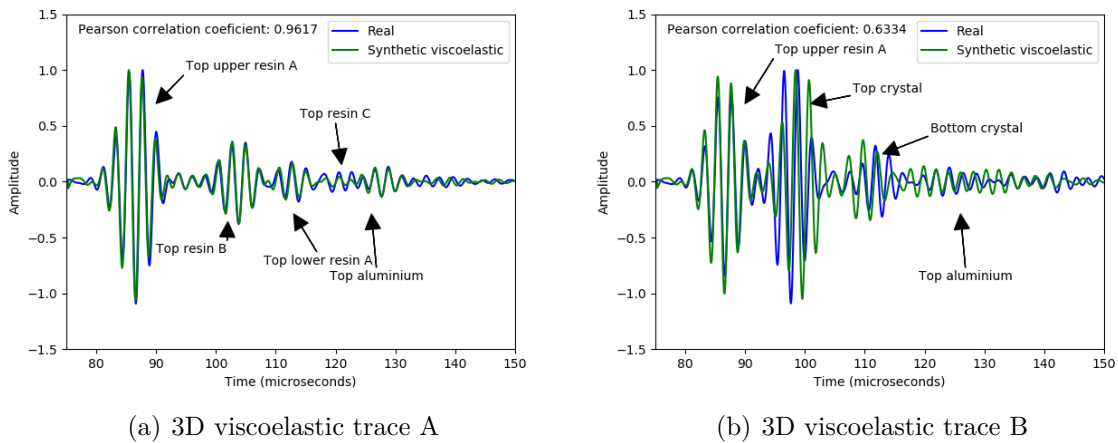 Pearson correlation coeficient: 0.9617
Real
Synthetic viscoelastic
Top upper resin A
Top resin C
Top resin B
Top lower resin A
Top aluminium
Amplitude
1.5
1.0
0.5
0.0
−0.5
−1.0
−1.5
80 90 100 110 120 130 140 150
Time (microseconds)
(a) 3D viscoelastic trace A
Pearson correlation coeficient: 0.6334
Real
Synthetic viscoelastic
Top upper resin A
Top crystal
Bottom crystal
Top aluminium
Amplitude
1.5
1.0
0.5
0.0
−0.5
−1.0
−1.5
80 90 100 110 120 130 140 150
Time (microseconds)
(b) 3D viscoelastic trace B